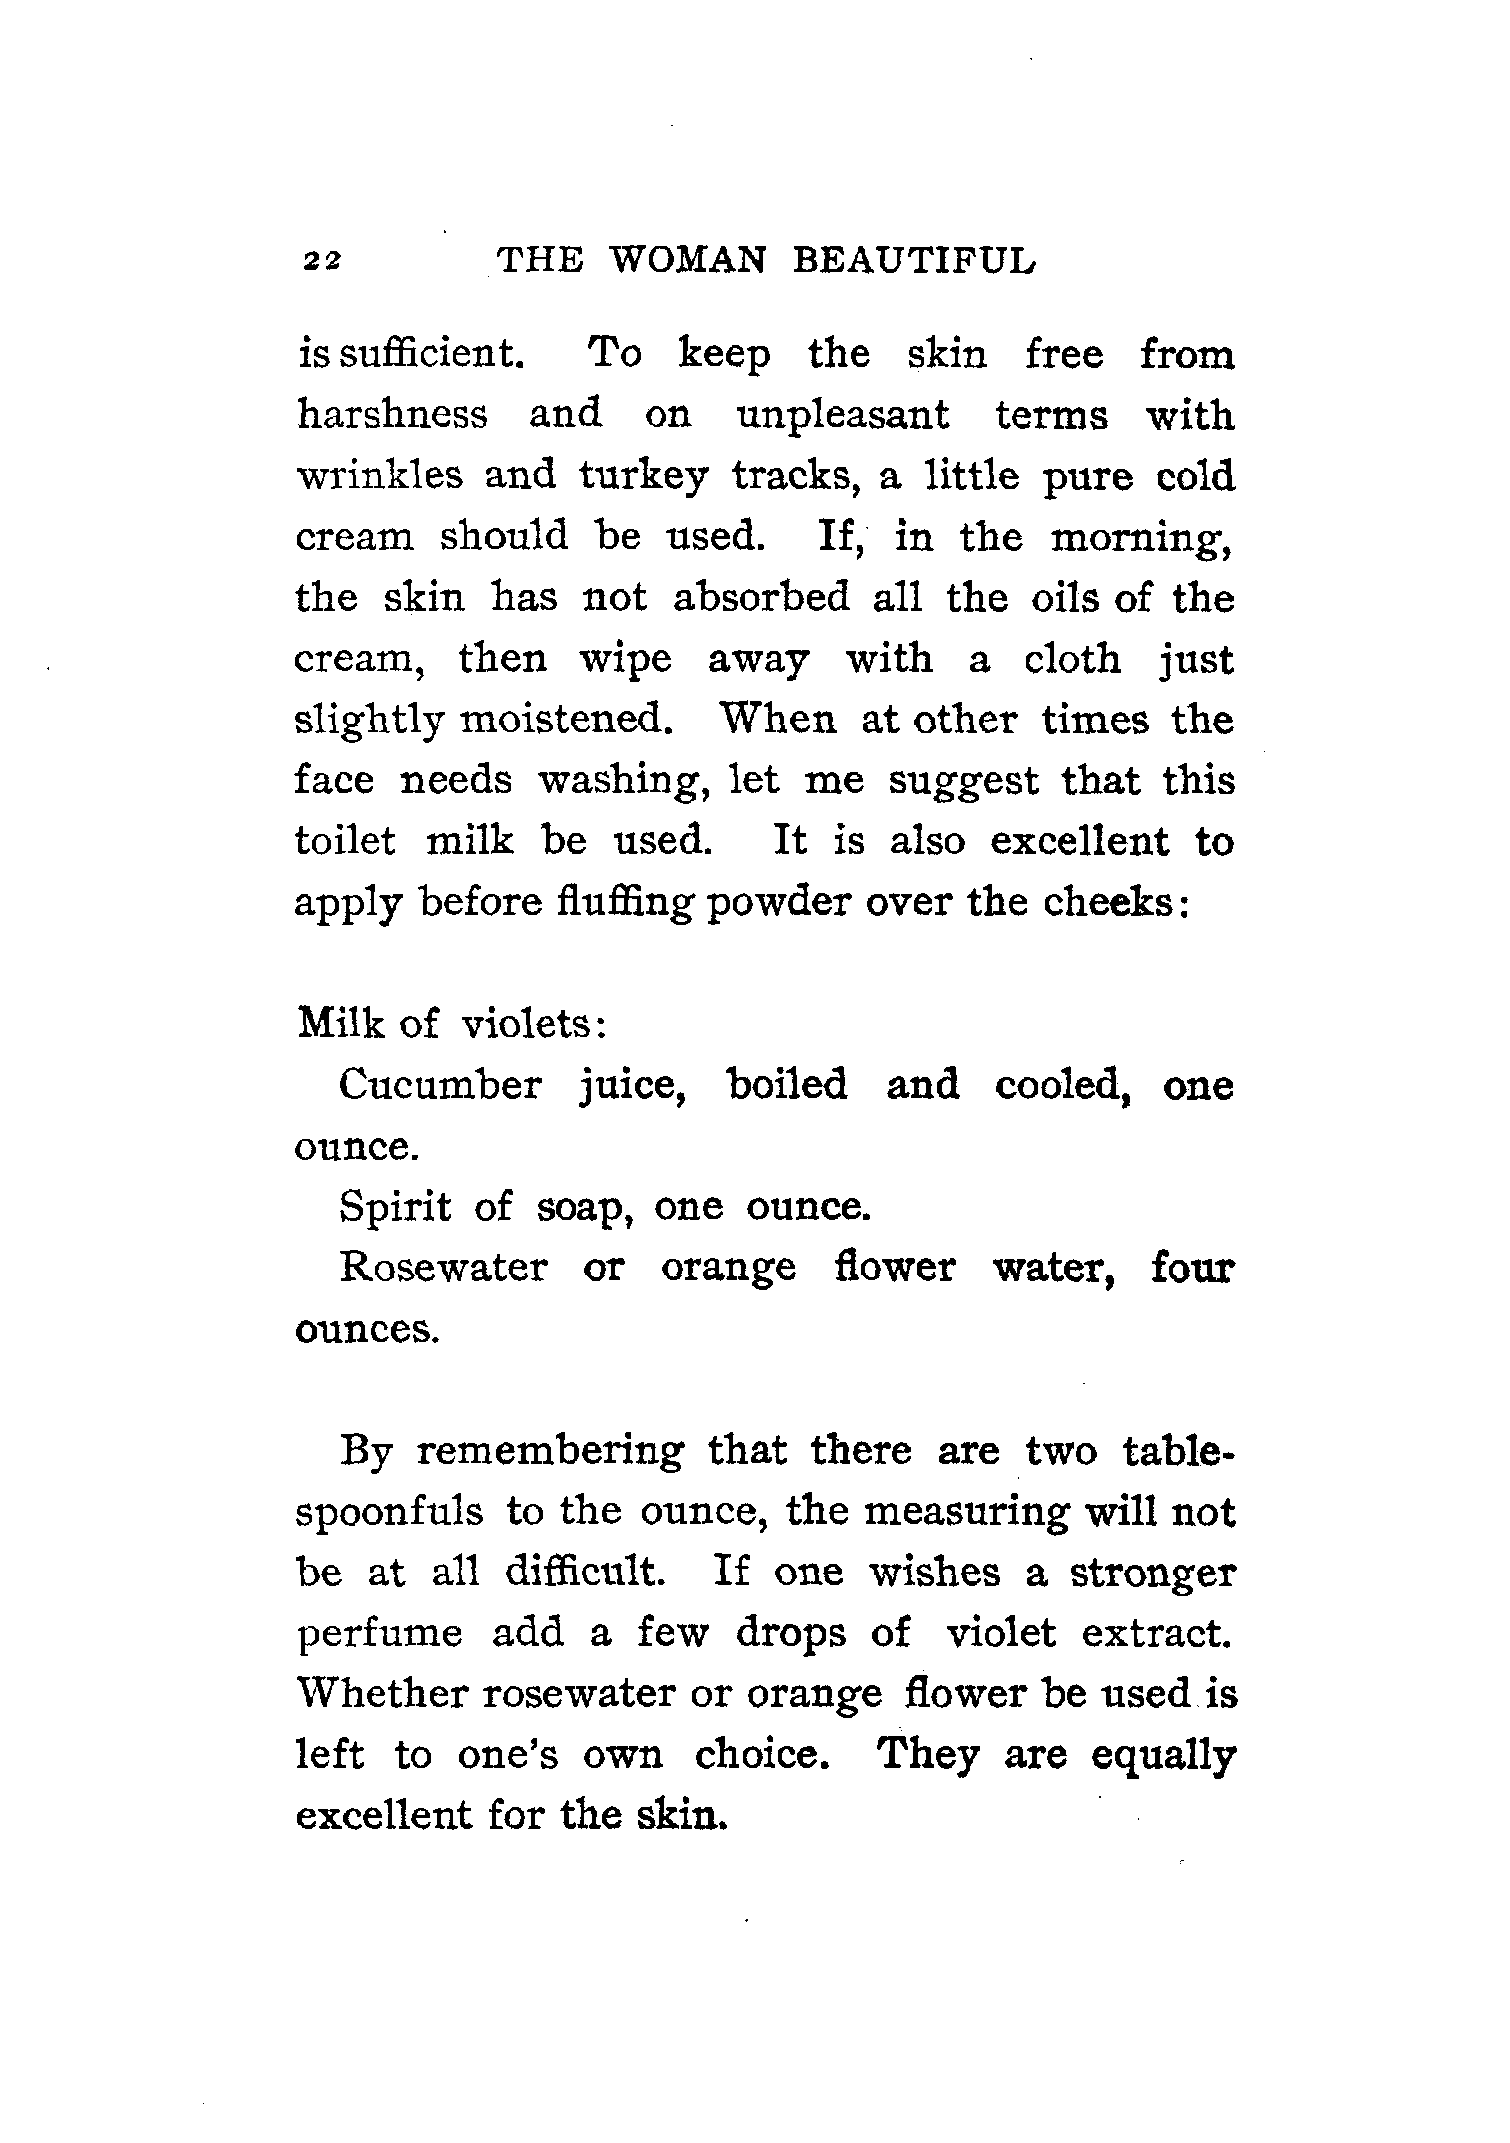 22 THE WOMAN BEAUTIFUL
is sufficient. To keep the skin free from
harshness and on unpleasant terms with
wrinkles and turkey tracks, a little pure cold
cream should be used. If, in the morning,
the skin has not absorbed all the oils of the
cream, then wipe away with a cloth just
slightly moistened. When at other times the
face needs washing, let me suggest that this
toilet milk be used. It is also excellent to
apply before fluffing powder over the cheeks:
Milk of violets:
Cucumber juice, boiled and cooled, one
ounce.
Spirit of soap, one ounce.
Rosewater or orange flower water, four
ounces.
By remembering that there are two table-
spoonfuls to the ounce, the measuring will not
be at all difficult. If one wishes a stronger
perfume add a few drops of violet extract.
Whether rosewater or orange flower be used is
left to one's own choice. They are equally
excellent for the skin.